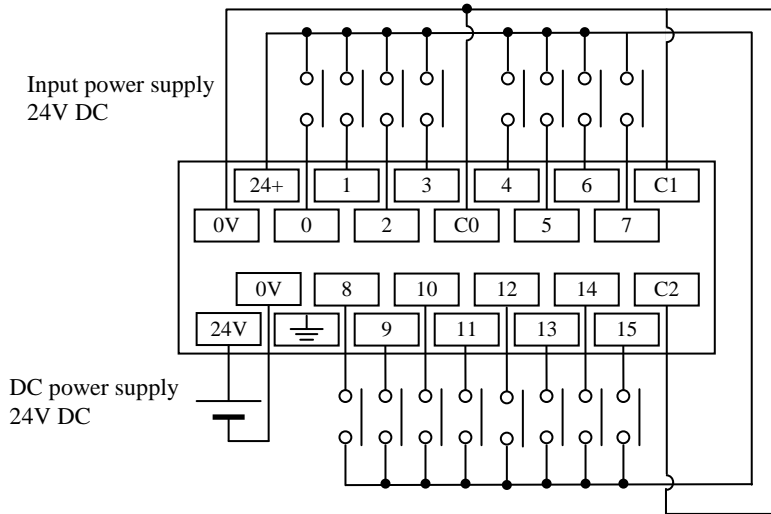 Input power supply
24V DC
24+ 1 3 4 6 C1
0V 0 2 C0 5 7
0V 8 10 12 14 C2
24V 9 11 13 15
DC power supply
24V DC